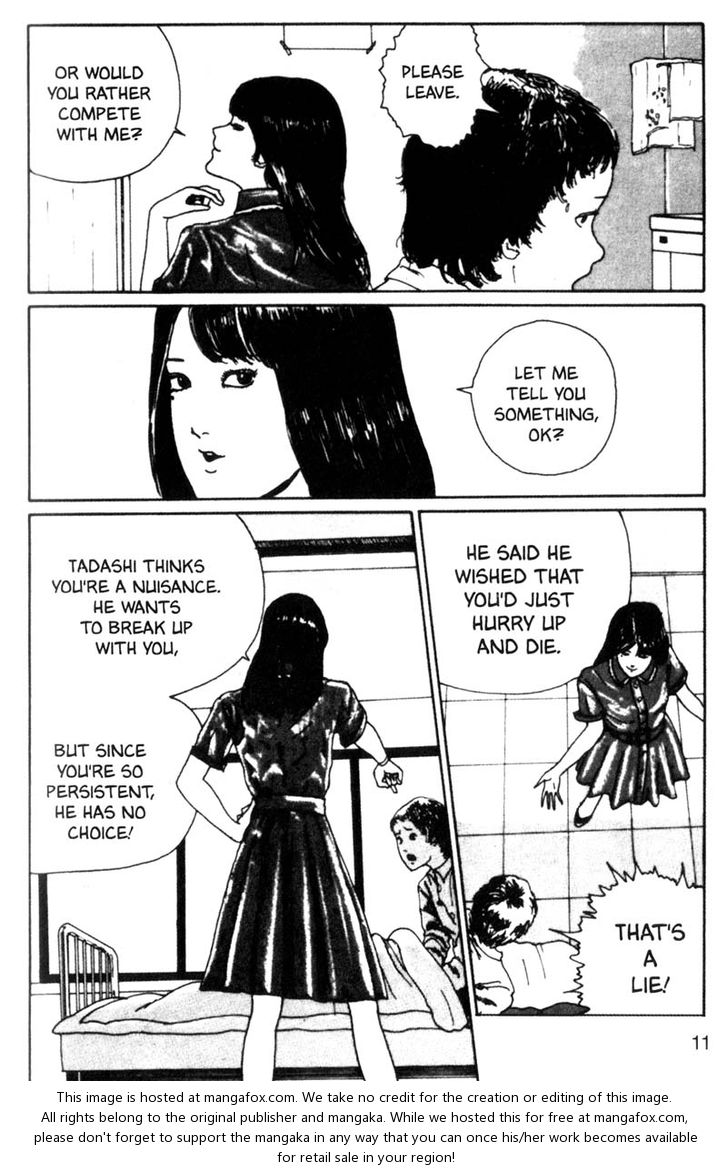 OR WOULD
YOU RATHER
COMPETE
WITH ME?
PLEASE
LEAVE.
LET ME
TELL YOU
SOMETHING,
OK?
TADASHI THINKS
YOU'RE A NUISANCE.
HE WANTS
TO BREAK UP
WITH YOU,
BUT SINCE
YOU'RE SO
PERSISTENT,
HE HAS NO
CHOICE!
HE SAID HE
WISHED THAT
YOU'D JUST
HURRY UP
AND DIE.
THAT'S
A
LIE!
11
This image is hosted at mangafox.com. We take no credit for the creation or editing of this image.
All rights belong to the original publisher and mangaka. While we hosted this for free at mangafox.com,
please don't forget to support the mangaka in any way that you can once his/her work becomes available
for retail sale in your region!